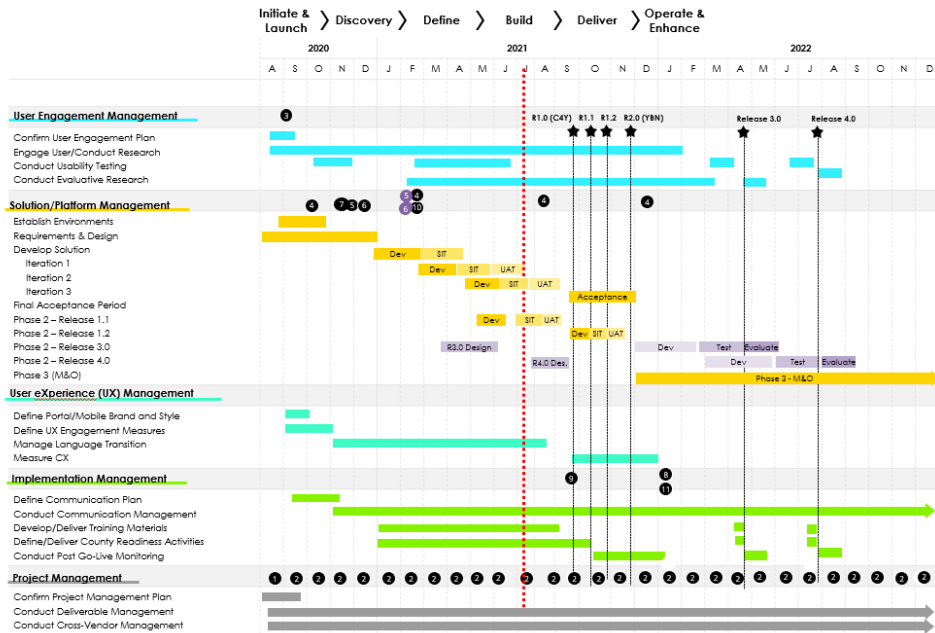 Initiate & Launch
Discovery
Define
Build
Deliver
Operate & Enhance
2020 2021 2022
A S O N D J F M A M J J A S O N D J F M A M J J A S O N D
User Engagement Management
3
R1.0 (C4Y) R1.1 R1.2 R2.0 (YBN) Release 3.0 Release 4.0
Confirm User Engagement Plan
Engage User/Conduct Research
Conduct Usability Testing
Conduct Evaluative Research
Solution/Platform Management
4 7 5 6 5 4 4 4
6 10
Establish Environments
Requirements & Design
Develop Solution Dev SIT
Iteration 1 Dev SIT UAT
Iteration 2 Dev SIT UAT
Iteration 3
Final Acceptance Period Acceptance
Phase 2 – Release 1.1 Dev SIT UAT
Phase 2 – Release 1.2 Dev SIT UAT
Phase 2 – Release 3.0 R3.0 Design Dev Test Evaluate
Phase 2 – Release 4.0 R4.0 Des. Dev Test Evaluate
Phase 3 (M&O) Phase 3 - M&O
User eXperience (UX) Management
Define Portal/Mobile Brand and Style
Define UX Engagement Measures
Manage Language Transition
Measure CX
Implementation Management
9 8
11
Define Communication Plan
Conduct Communication Management
Develop/Deliver Training Materials
Define/Deliver County Readiness Activities
Conduct Post Go-Live Monitoring
Project Management
1 2 2 2 2 2 2 2 2 2 2 2 2 2 2 2 2 2 2 2 2 2 2 2 2 2 2 2 2
Confirm Project Management Plan
Conduct Deliverable Management
Conduct Cross-Vendor Management